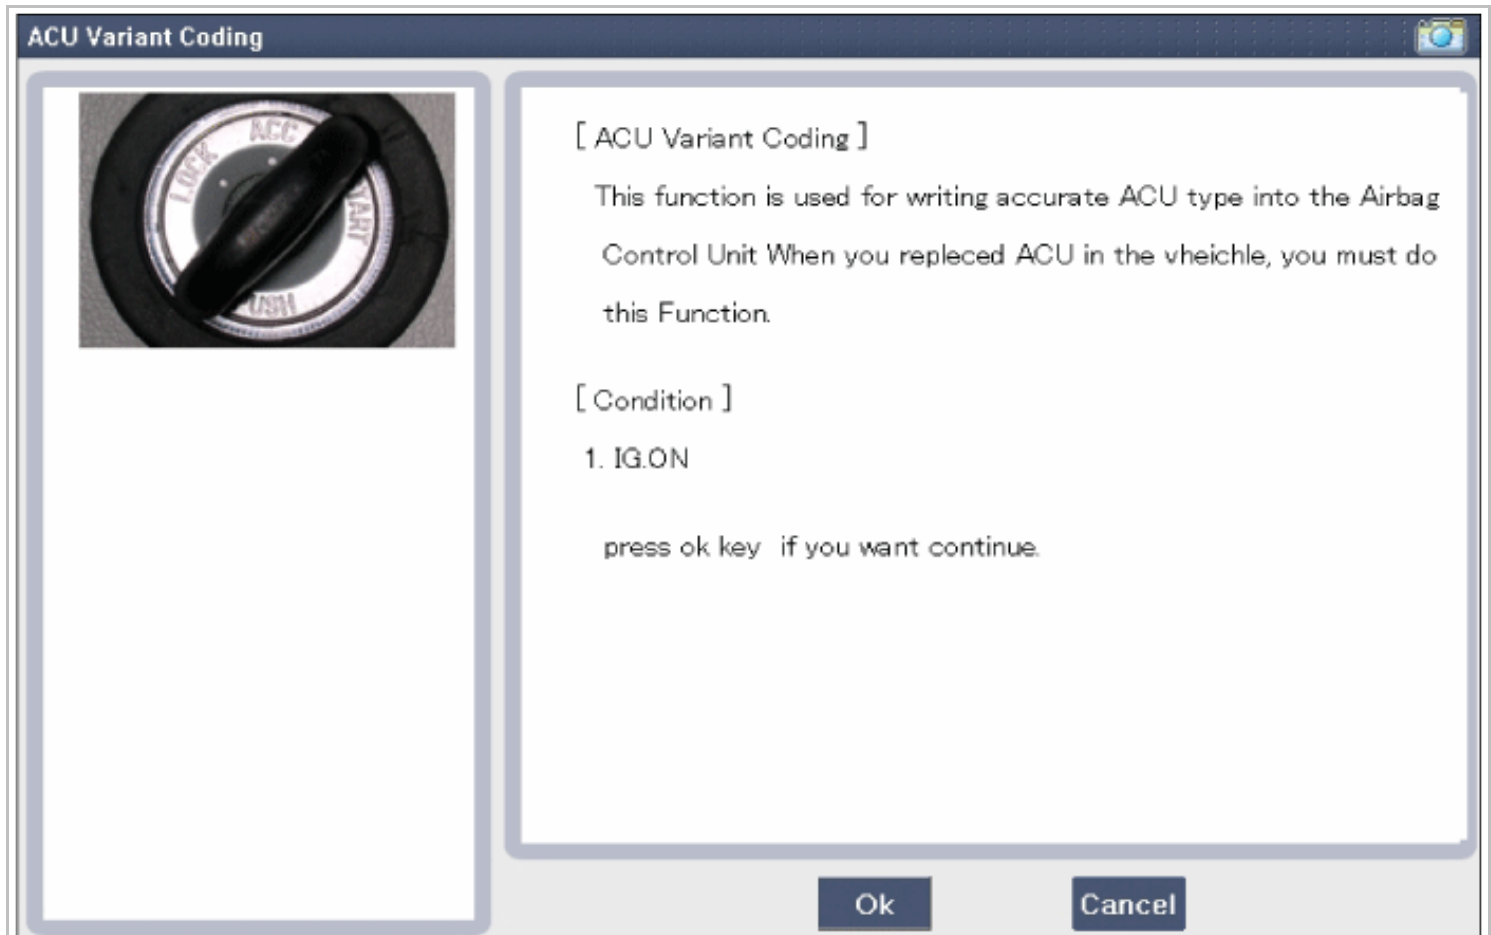 ACU Variant Coding
LOCK
ACC
PUSH
[ ACU Variant Coding ]
This function is used for writing accurate ACU type into the Airbag
Control Unit When you repleced ACU in the vheichle, you must do
this Function.
[ Condition ]
1. IG.ON
press ok key if you want continue.
Ok
Cancel